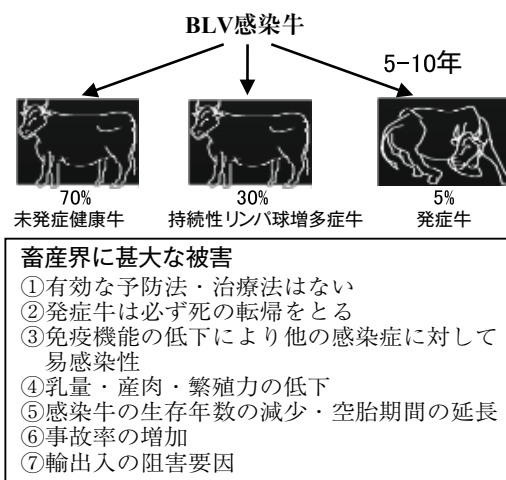 BLV感染牛
5-10年
70%
未発症健康牛
30%
持続性リンパ球増多症牛
5%
発症牛
畜産界に甚大な被害
①有効な予防法・治療法はない
②発症牛は必ず死の転帰をとる
③免疫機能の低下により他の感染症に対して
易感染性
④乳量・産肉・繁殖力の低下
⑤感染牛の生存年数の減少・空胎期間の延長
⑥事故率の増加
⑦輸出入の阻害要因